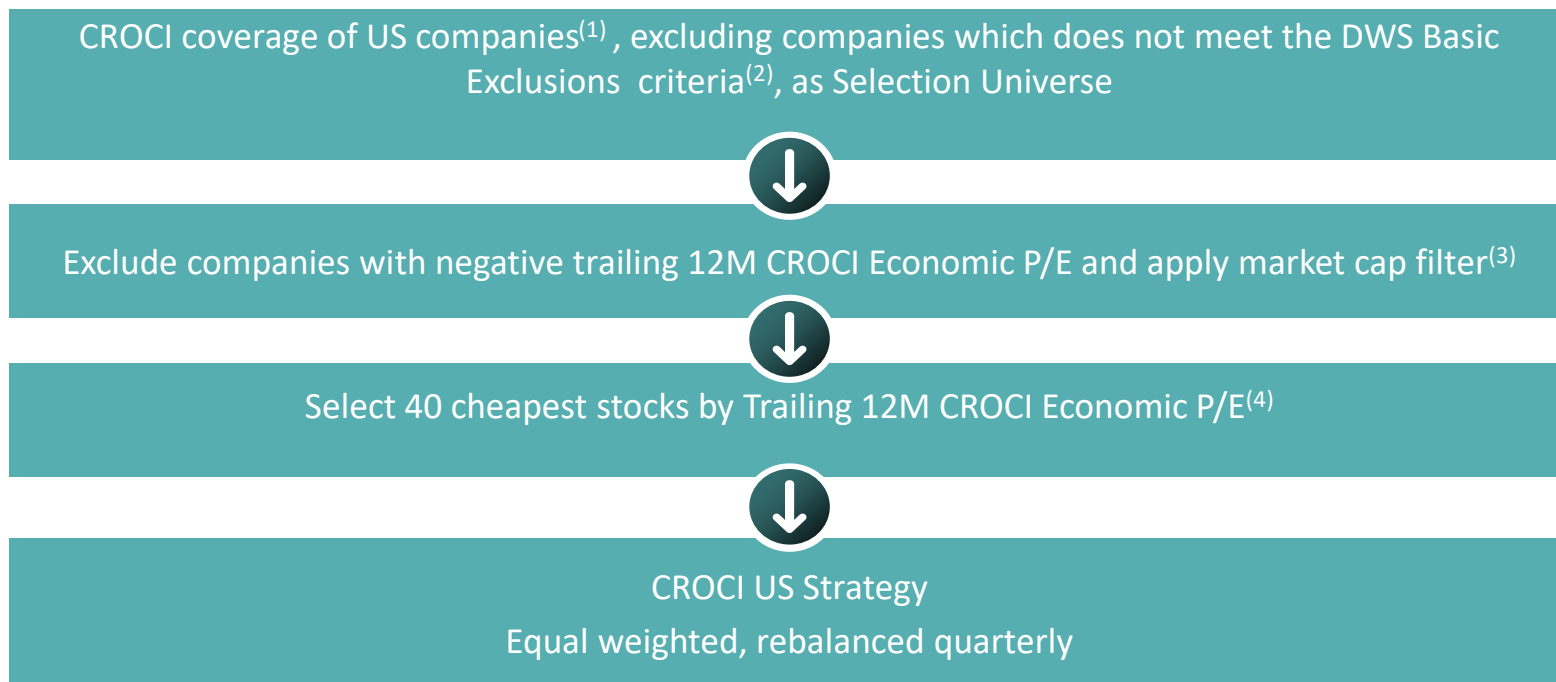 CROCI coverage of US companies(1) , excluding companies which does not meet the DWS Basic
Exclusions criteria(2), as Selection Universe
Exclude companies with negative trailing 12M CROCI Economic P/E and apply market cap filter(3)
Select 40 cheapest stocks by Trailing 12M CROCI Economic P/E(4)
CROCI US Strategy
Equal weighted, rebalanced quarterly